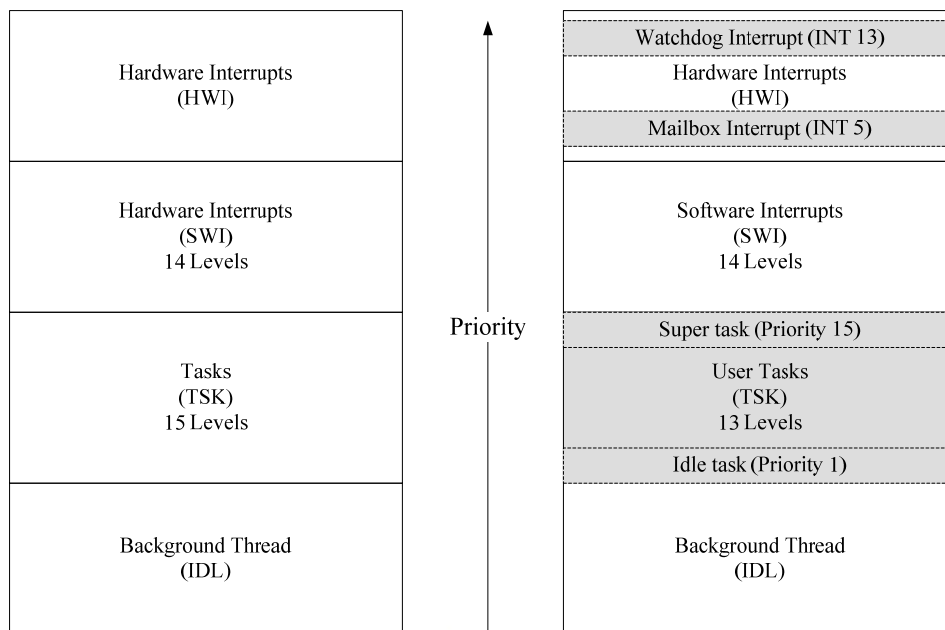 Hardware Interrupts
(HWI)
Hardware Interrupts
(SWI)
14 Levels
Tasks
(TSK)
15 Levels
Background Thread
(IDL)
Priority
Watchdog Interrupt (INT 13)
Hardware Interrupts
(HWI)
Mailbox Interrupt (INT 5)
Software Interrupts
(SWI)
14 Levels
Super task (Priority 15)
User Tasks
(TSK)
13 Levels
Idle task (Priority 1)
Background Thread
(IDL)